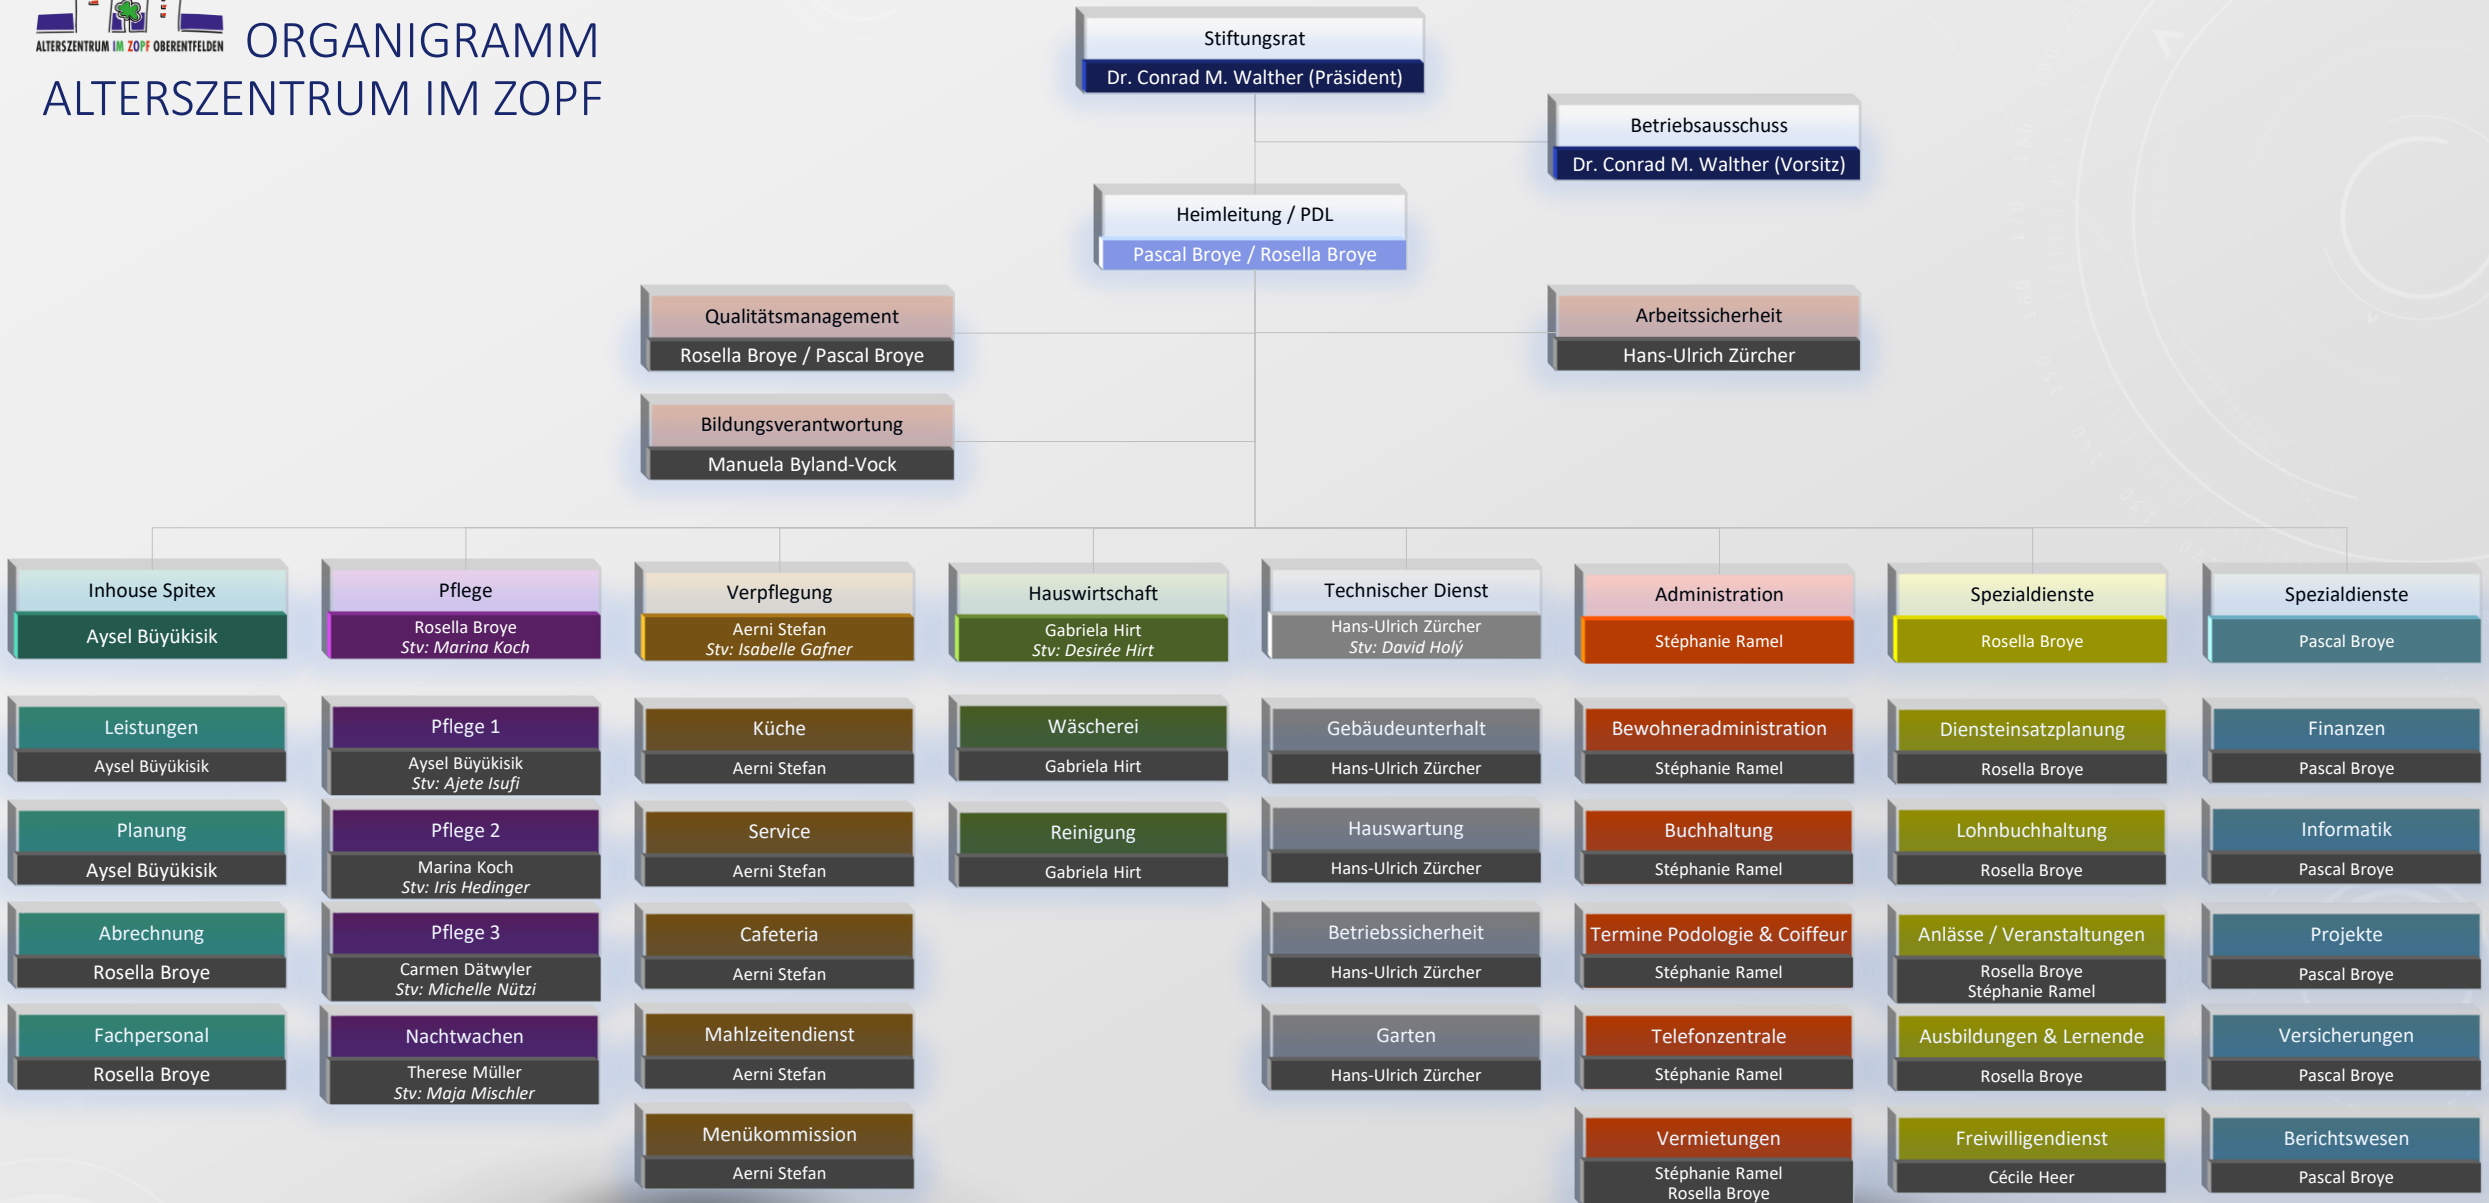 ALTERSZENTRUM IM ZOPF OBERENTFELDEN
ORGANIGRAMM
ALTERSZENTRUM IM ZOPF
Stiftungsrat
Dr. Conrad M. Walther (Präsident)
Betriebsausschuss
Dr. Conrad M. Walther (Vorsitz)
Heimleitung / PDL
Pascal Broye / Rosella Broye
Qualitätsmanagement
Rosella Broye / Pascal Broye
Arbeitssicherheit
Hans-Ulrich Zürcher
Bildungsverantwortung
Manuela Byland-Vock
Inhouse Spitex
Aysel Büyükisik
Leistungen
Aysel Büyükisik
Planung
Aysel Büyükisik
Abrechnung
Rosella Broye
Fachpersonal
Rosella Broye
Pflege
Rosella Broye
Stv: Marina Koch
Pflege 1
Aysel Büyükisik
Stv: Ajete Isufi
Pflege 2
Marina Koch
Stv: Iris Hedinger
Pflege 3
Carmen Dätwyler
Stv: Michelle Nützi
Nachtwachen
Therese Müller
Stv: Maja Mischler
Verpflegung
Aerni Stefan
Stv: Isabelle Gafner
Küche
Aerni Stefan
Service
Aerni Stefan
Cafeteria
Aerni Stefan
Mahlzeitendienst
Aerni Stefan
Menükommission
Aerni Stefan
Hauswirtschaft
Gabriela Hirt
Stv: Desirée Hirt
Wäscherei
Gabriela Hirt
Reinigung
Gabriela Hirt
Technischer Dienst
Hans-Ulrich Zürcher
Stv: David Holý
Gebäudeunterhalt
Hans-Ulrich Zürcher
Hauswartung
Hans-Ulrich Zürcher
Betriebssicherheit
Hans-Ulrich Zürcher
Garten
Hans-Ulrich Zürcher
Administration
Stéphanie Ramel
Bewohneradministration
Stéphanie Ramel
Buchhaltung
Stéphanie Ramel
Termine Podologie & Coiffeur
Stéphanie Ramel
Telefonzentrale
Stéphanie Ramel
Vermietungen
Stéphanie Ramel
Rosella Broye
Spezialdienste
Rosella Broye
Diensteinsatzplanung
Rosella Broye
Lohnbuchhaltung
Rosella Broye
Anlässe / Veranstaltungen
Rosella Broye
Stéphanie Ramel
Ausbildungen & Lernende
Rosella Broye
Freiwilligendienst
Cécile Heer
Spezialdienste
Pascal Broye
Finanzen
Pascal Broye
Informatik
Pascal Broye
Projekte
Pascal Broye
Versicherungen
Pascal Broye
Berichtswesen
Pascal Broye